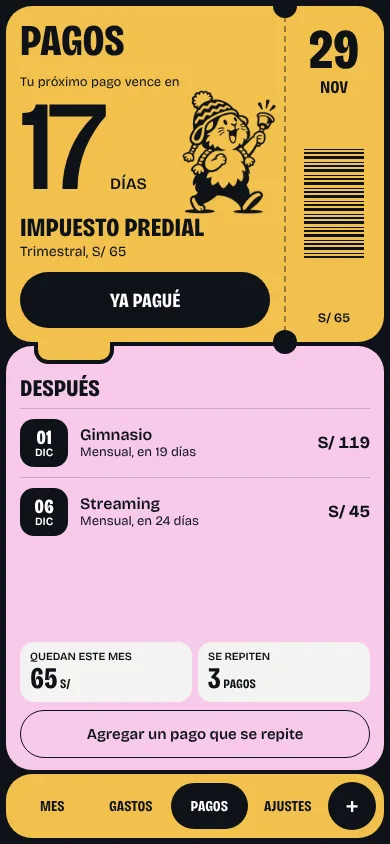 PAGOS
Tu próximo pago vence en
17 DÍAS
IMPUESTO PREDIAL
Trimestral, S/ 65
YA PAGUÉ
29
NOV
S/ 65
DESPUÉS
01
DIC
Gimnasio
Mensual, en 19 días
S/ 119
06
DIC
Streaming
Mensual, en 24 días
S/ 45
QUEDAN ESTE MES
65 S/
SE REPITEN
3 PAGOS
Agregar un pago que se repite
MES GASTOS PAGOS AJUSTES +